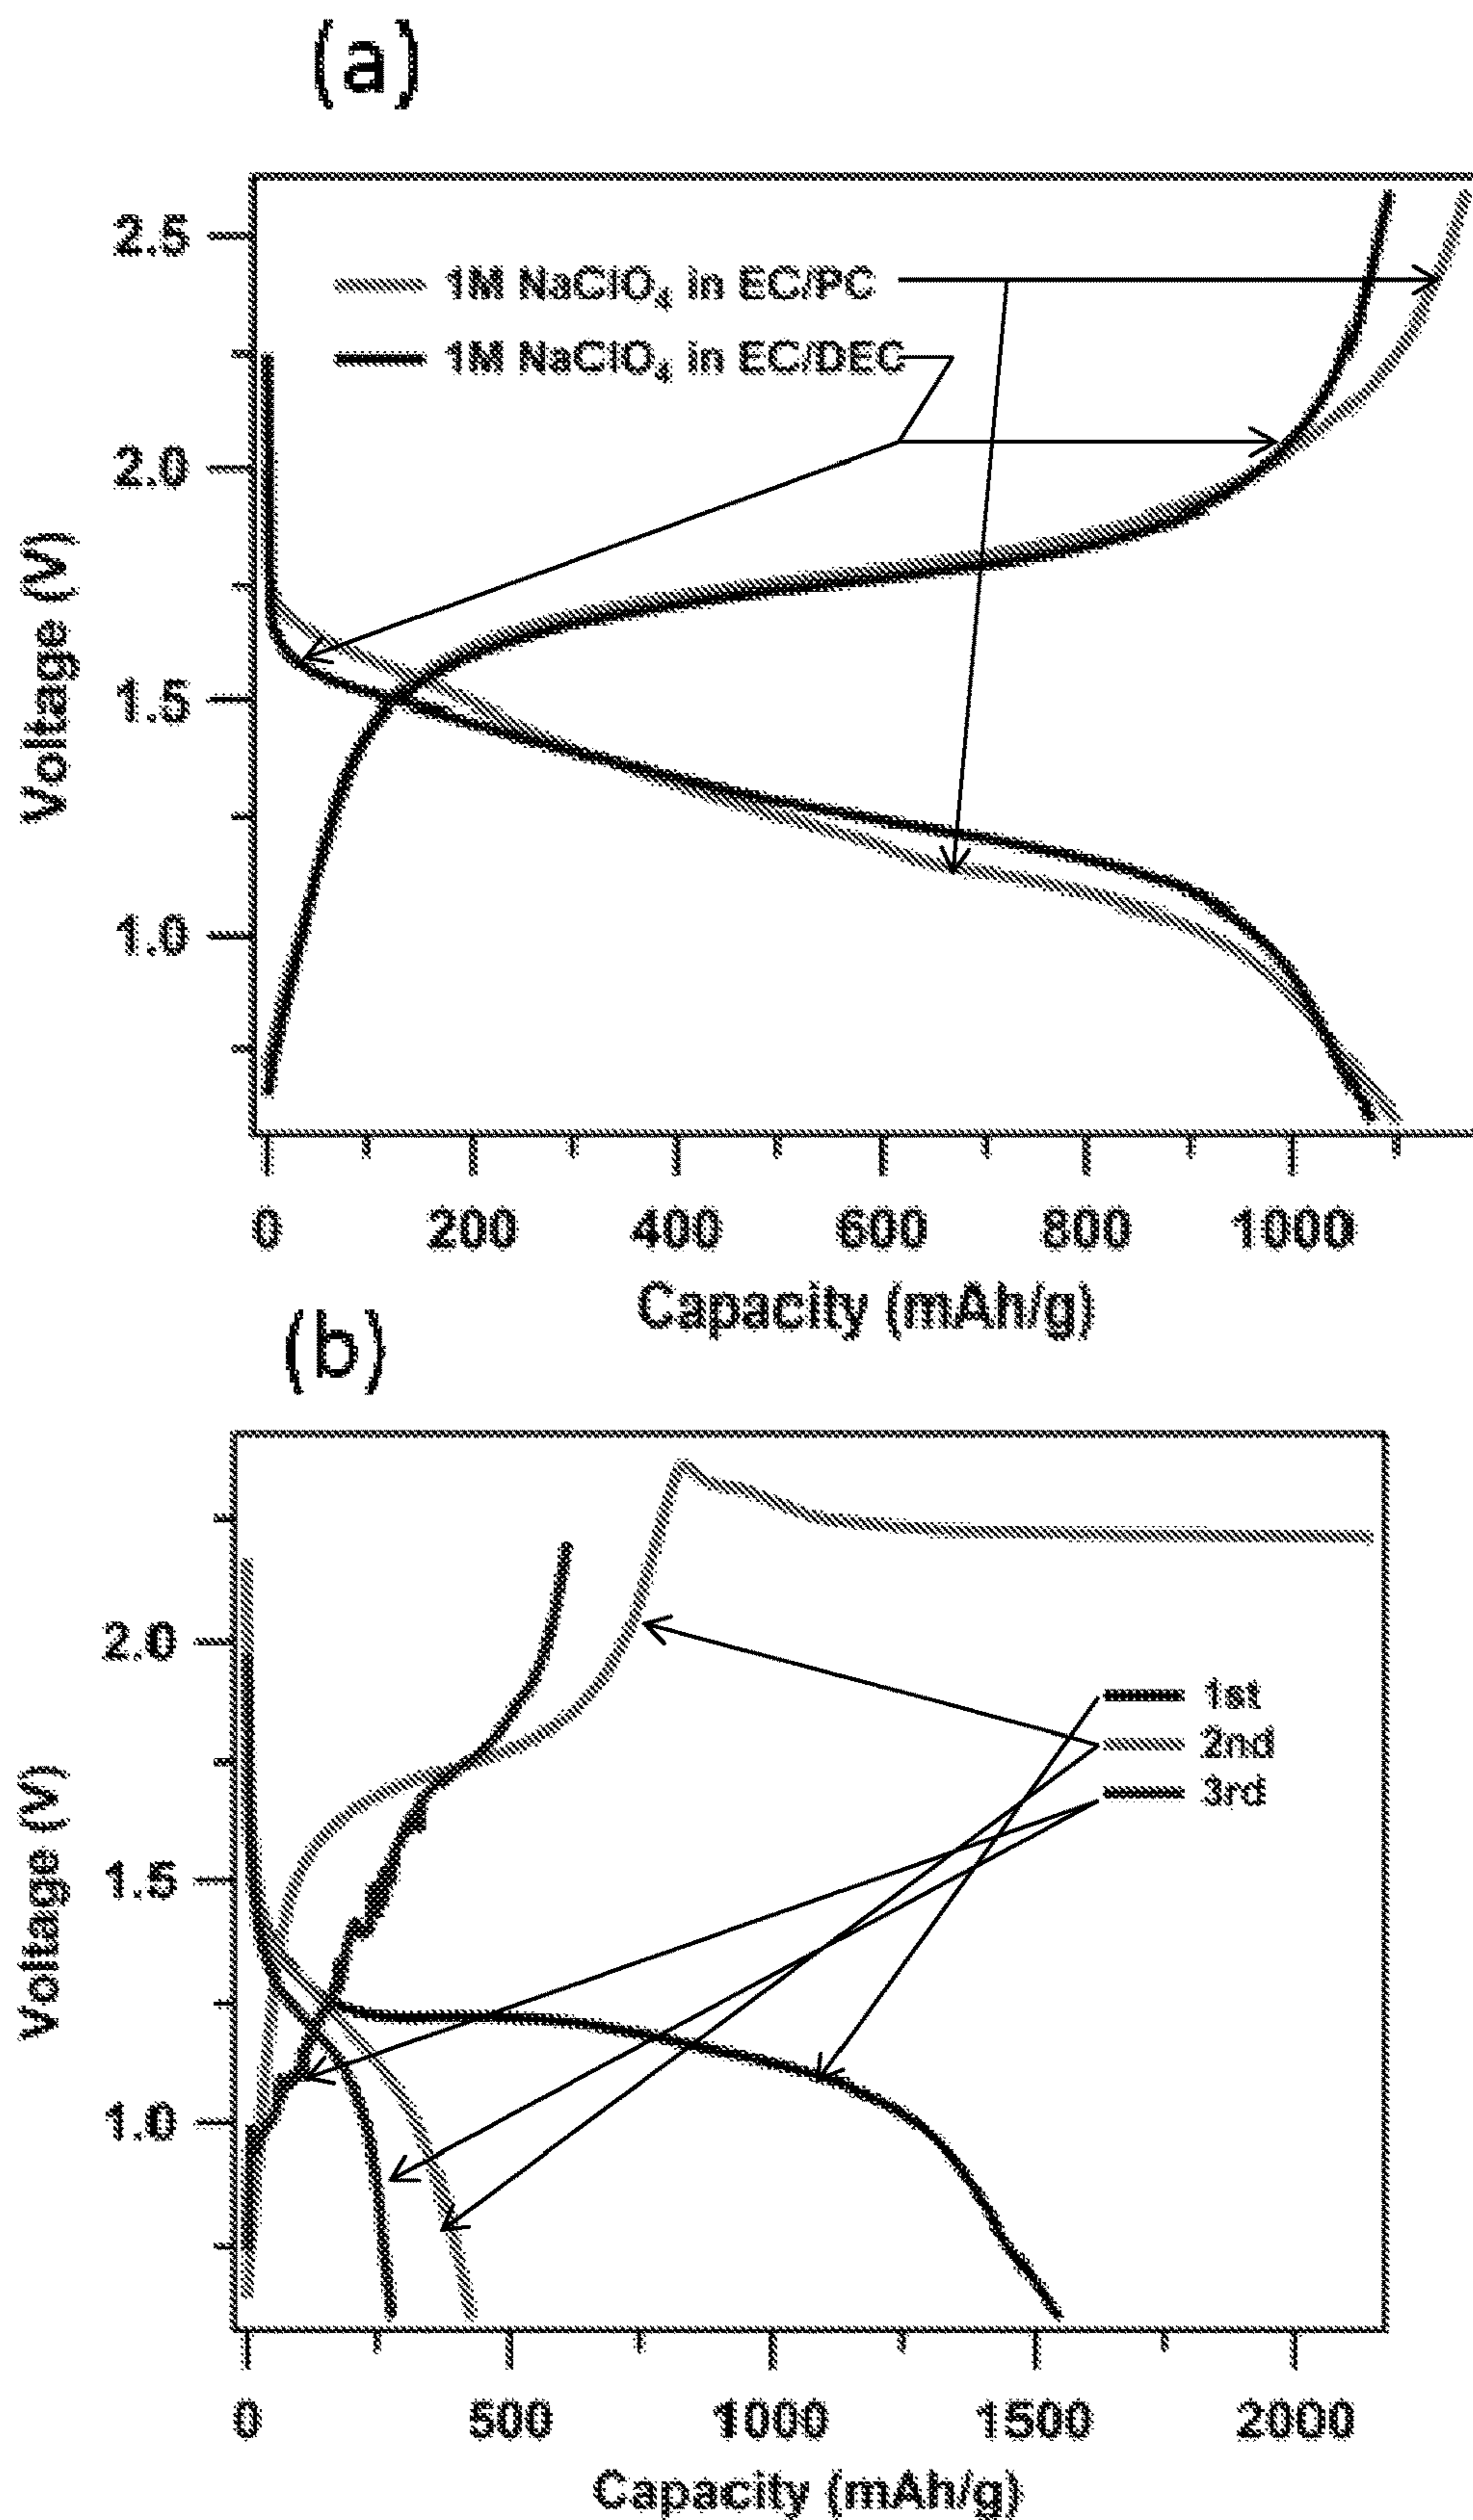 (a)
2.5
1M NaClO4 in EC/PC
1M NaClO4 in EC/DEC
2.0
1.5
1.0
Voltage (V)
0 200 400 600 800 1000
Capacity (mAh/g)
(b)
2.0
1st
2nd
3rd
1.5
1.0
Voltage (V)
0 500 1000 1500 2000
Capacity (mAh/g)